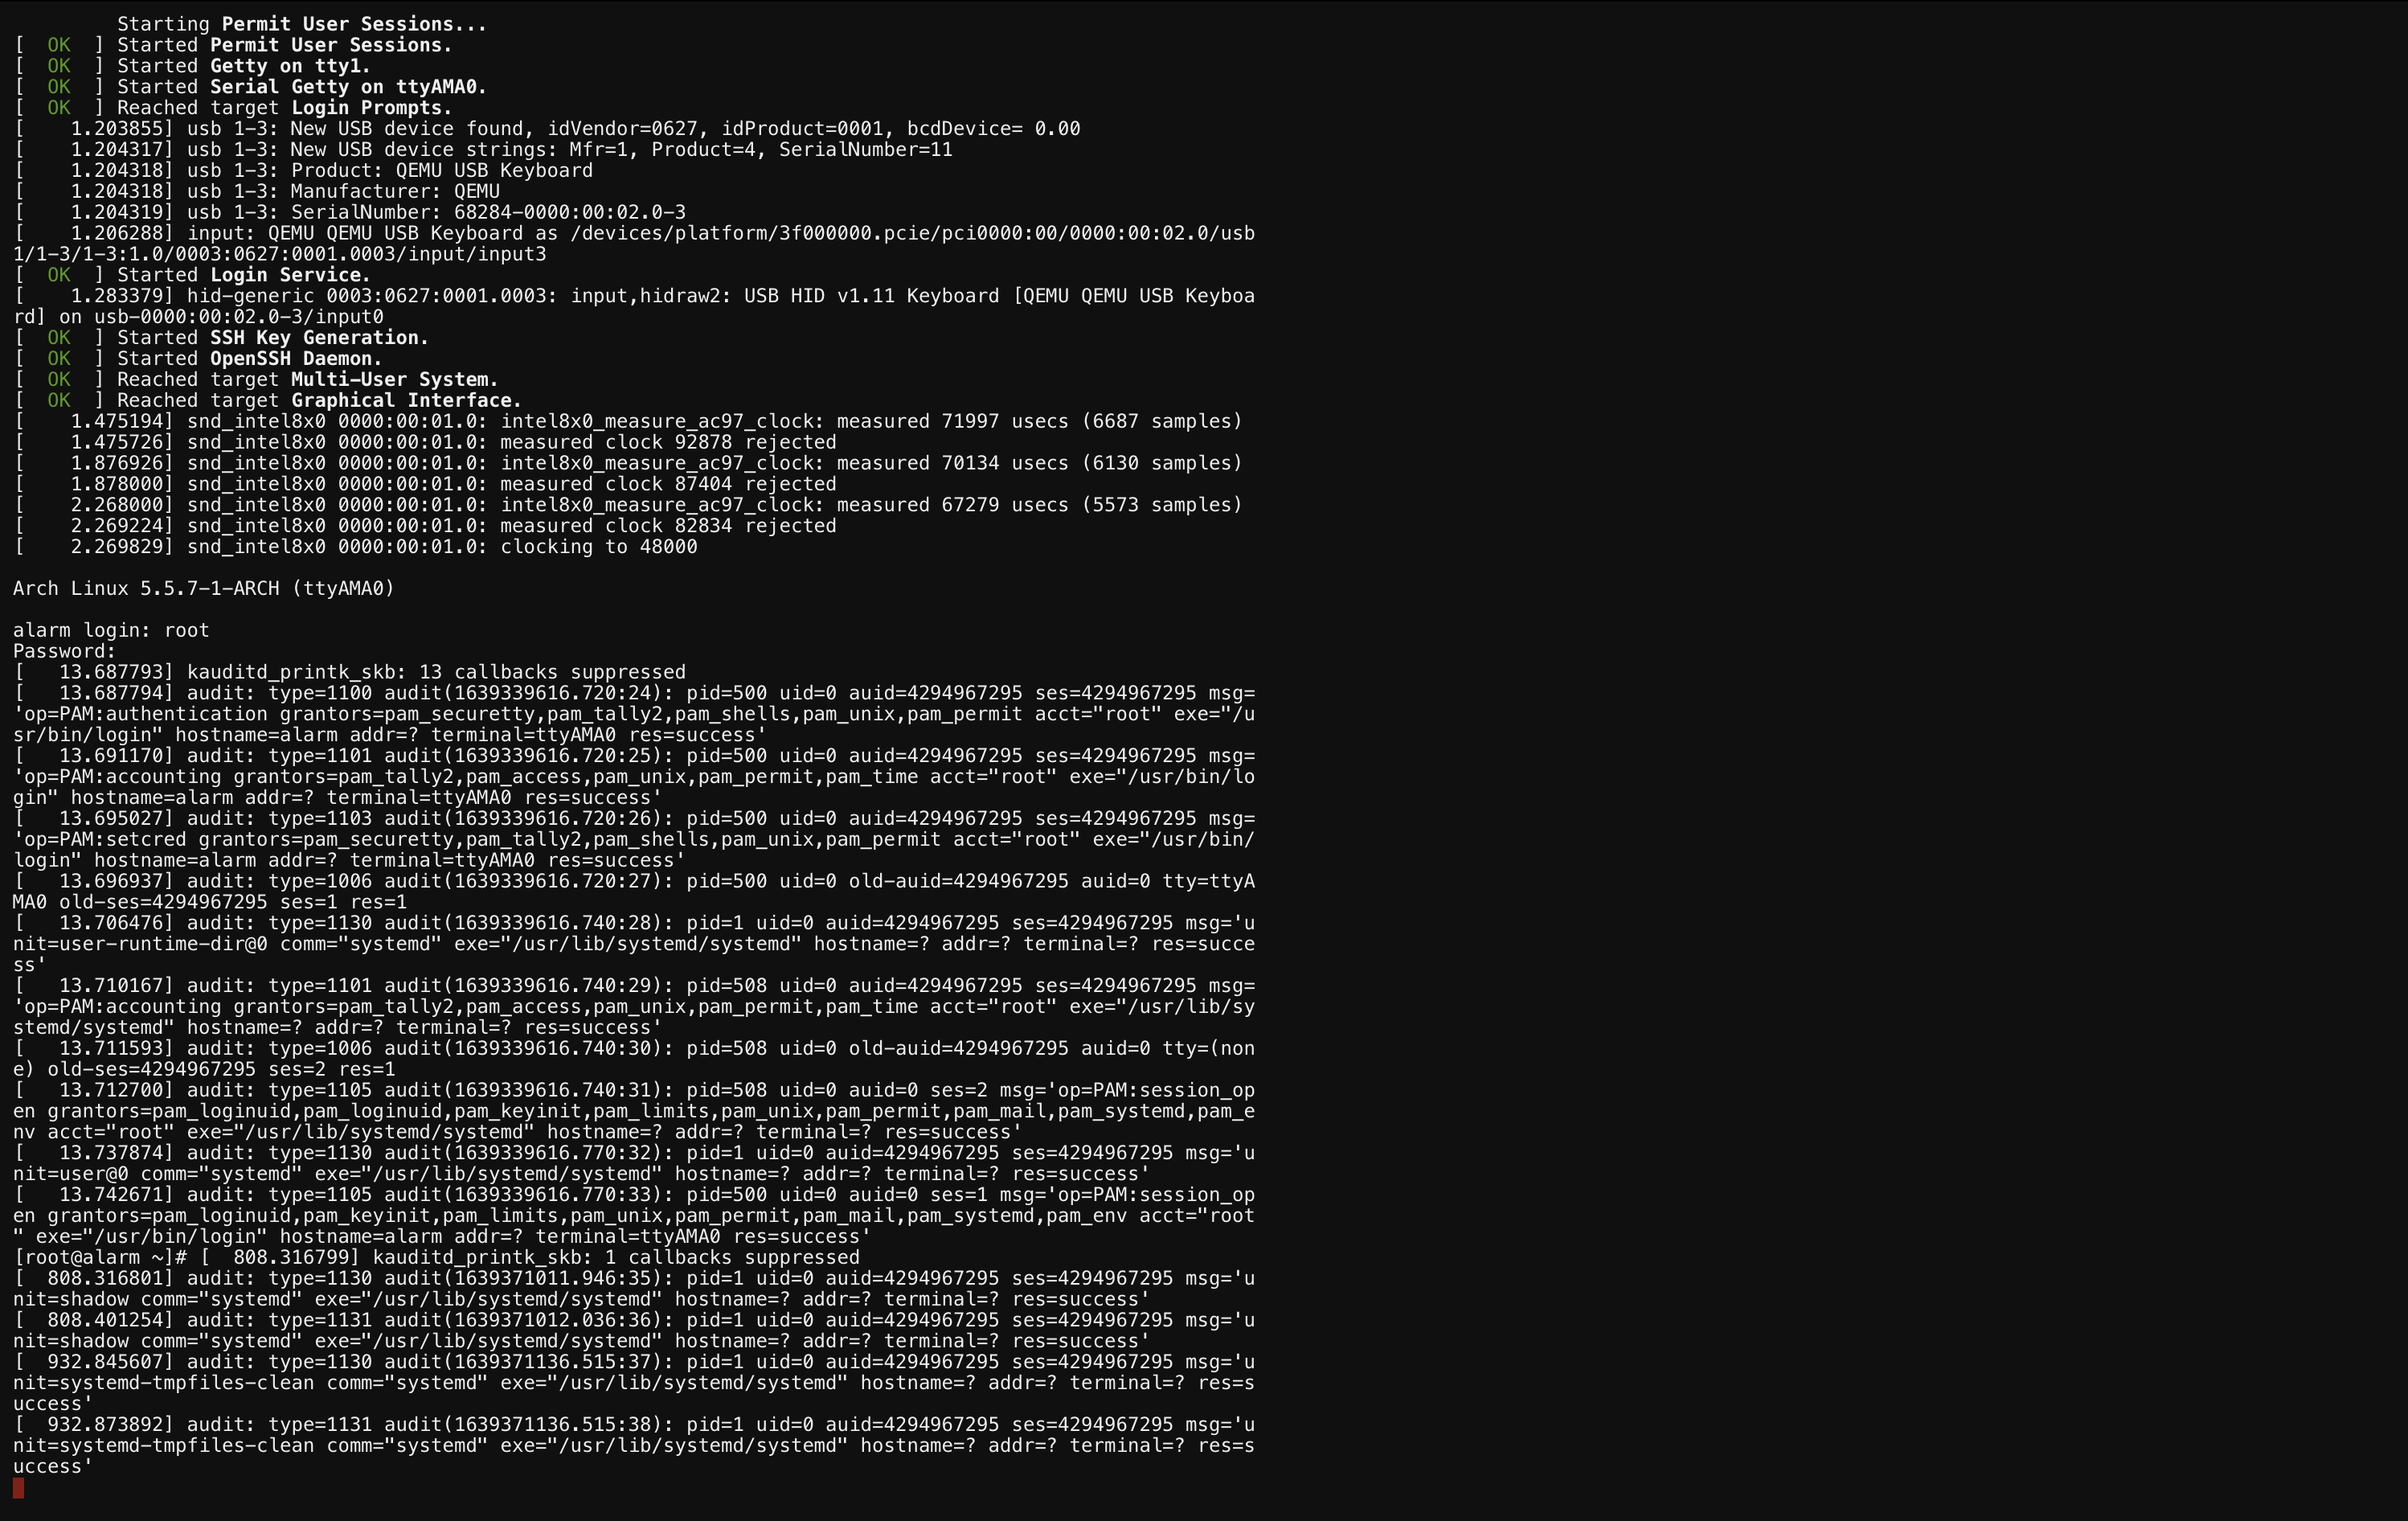 Starting Permit User Sessions...
[  OK  ] Started Permit User Sessions.
[  OK  ] Started Getty on tty1.
[  OK  ] Started Serial Getty on ttyAMA0.
[  OK  ] Reached target Login Prompts.
[    1.203855] usb 1-3: New USB device found, idVendor=0627, idProduct=0001, bcdDevice= 0.00
[    1.204317] usb 1-3: New USB device strings: Mfr=1, Product=4, SerialNumber=11
[    1.204318] usb 1-3: Product: QEMU USB Keyboard
[    1.204318] usb 1-3: Manufacturer: QEMU
[    1.204319] usb 1-3: SerialNumber: 68284-0000:00:02.0-3
[    1.206288] input: QEMU QEMU USB Keyboard as /devices/platform/3f000000.pcie/pci0000:00/0000:00:02.0/usb
1/1-3/1-3:1.0/0003:0627:0001.0003/input/input3
[  OK  ] Started Login Service.
[    1.283379] hid-generic 0003:0627:0001.0003: input,hidraw2: USB HID v1.11 Keyboard [QEMU QEMU USB Keyboa
rd] on usb-0000:00:02.0-3/input0
[  OK  ] Started SSH Key Generation.
[  OK  ] Started OpenSSH Daemon.
[  OK  ] Reached target Multi-User System.
[  OK  ] Reached target Graphical Interface.
[    1.475194] snd_intel8x0 0000:00:01.0: intel8x0_measure_ac97_clock: measured 71997 usecs (6687 samples)
[    1.475726] snd_intel8x0 0000:00:01.0: measured clock 92878 rejected
[    1.876926] snd_intel8x0 0000:00:01.0: intel8x0_measure_ac97_clock: measured 70134 usecs (6130 samples)
[    1.878000] snd_intel8x0 0000:00:01.0: measured clock 87404 rejected
[    2.268000] snd_intel8x0 0000:00:01.0: intel8x0_measure_ac97_clock: measured 67279 usecs (5573 samples)
[    2.269224] snd_intel8x0 0000:00:01.0: measured clock 82834 rejected
[    2.269829] snd_intel8x0 0000:00:01.0: clocking to 48000
Arch Linux 5.5.7-1-ARCH (ttyAMA0)
alarm login: root
Password:
[   13.687793] kauditd_printk_skb: 13 callbacks suppressed
[   13.687794] audit: type=1100 audit(1639339616.720:24): pid=500 uid=0 auid=4294967295 ses=4294967295 msg=
'op=PAM:authentication grantors=pam_securetty,pam_tally2,pam_shells,pam_unix,pam_permit acct="root" exe="/u
sr/bin/login" hostname=alarm addr=? terminal=ttyAMA0 res=success'
[   13.691170] audit: type=1101 audit(1639339616.720:25): pid=500 uid=0 auid=4294967295 ses=4294967295 msg=
'op=PAM:accounting grantors=pam_tally2,pam_access,pam_unix,pam_permit,pam_time acct="root" exe="/usr/bin/lo
gin" hostname=alarm addr=? terminal=ttyAMA0 res=success'
[   13.695027] audit: type=1103 audit(1639339616.720:26): pid=500 uid=0 auid=4294967295 ses=4294967295 msg=
'op=PAM:setcred grantors=pam_securetty,pam_tally2,pam_shells,pam_unix,pam_permit acct="root" exe="/usr/bin/
login" hostname=alarm addr=? terminal=ttyAMA0 res=success'
[   13.696937] audit: type=1006 audit(1639339616.720:27): pid=500 uid=0 old-auid=4294967295 auid=0 tty=ttyA
MA0 old-ses=4294967295 ses=1 res=1
[   13.706476] audit: type=1130 audit(1639339616.740:28): pid=1 uid=0 auid=4294967295 ses=4294967295 msg='u
nit=user-runtime-dir@0 comm="systemd" exe="/usr/lib/systemd/systemd" hostname=? addr=? terminal=? res=succe
ss'
[   13.710167] audit: type=1101 audit(1639339616.740:29): pid=508 uid=0 auid=4294967295 ses=4294967295 msg=
'op=PAM:accounting grantors=pam_tally2,pam_access,pam_unix,pam_permit,pam_time acct="root" exe="/usr/lib/sy
stemd/systemd" hostname=? addr=? terminal=? res=success'
[   13.711593] audit: type=1006 audit(1639339616.740:30): pid=508 uid=0 old-auid=4294967295 auid=0 tty=(non
e) old-ses=4294967295 ses=2 res=1
[   13.712700] audit: type=1105 audit(1639339616.740:31): pid=508 uid=0 auid=0 ses=2 msg='op=PAM:session_op
en grantors=pam_loginuid,pam_loginuid,pam_keyinit,pam_limits,pam_unix,pam_permit,pam_mail,pam_systemd,pam_e
nv acct="root" exe="/usr/lib/systemd/systemd" hostname=? addr=? terminal=? res=success'
[   13.737874] audit: type=1130 audit(1639339616.770:32): pid=1 uid=0 auid=4294967295 ses=4294967295 msg='u
nit=user@0 comm="systemd" exe="/usr/lib/systemd/systemd" hostname=? addr=? terminal=? res=success'
[   13.742671] audit: type=1105 audit(1639339616.770:33): pid=500 uid=0 auid=0 ses=1 msg='op=PAM:session_op
en grantors=pam_loginuid,pam_keyinit,pam_limits,pam_unix,pam_permit,pam_mail,pam_systemd,pam_env acct="root
" exe="/usr/bin/login" hostname=alarm addr=? terminal=ttyAMA0 res=success'
[root@alarm ~]# [  808.316799] kauditd_printk_skb: 1 callbacks suppressed
[  808.316801] audit: type=1130 audit(1639371011.946:35): pid=1 uid=0 auid=4294967295 ses=4294967295 msg='u
nit=shadow comm="systemd" exe="/usr/lib/systemd/systemd" hostname=? addr=? terminal=? res=success'
[  808.401254] audit: type=1131 audit(1639371012.036:36): pid=1 uid=0 auid=4294967295 ses=4294967295 msg='u
nit=shadow comm="systemd" exe="/usr/lib/systemd/systemd" hostname=? addr=? terminal=? res=success'
[  932.845607] audit: type=1130 audit(1639371136.515:37): pid=1 uid=0 auid=4294967295 ses=4294967295 msg='u
nit=systemd-tmpfiles-clean comm="systemd" exe="/usr/lib/systemd/systemd" hostname=? addr=? terminal=? res=s
uccess'
[  932.873892] audit: type=1131 audit(1639371136.515:38): pid=1 uid=0 auid=4294967295 ses=4294967295 msg='u
nit=systemd-tmpfiles-clean comm="systemd" exe="/usr/lib/systemd/systemd" hostname=? addr=? terminal=? res=s
uccess'